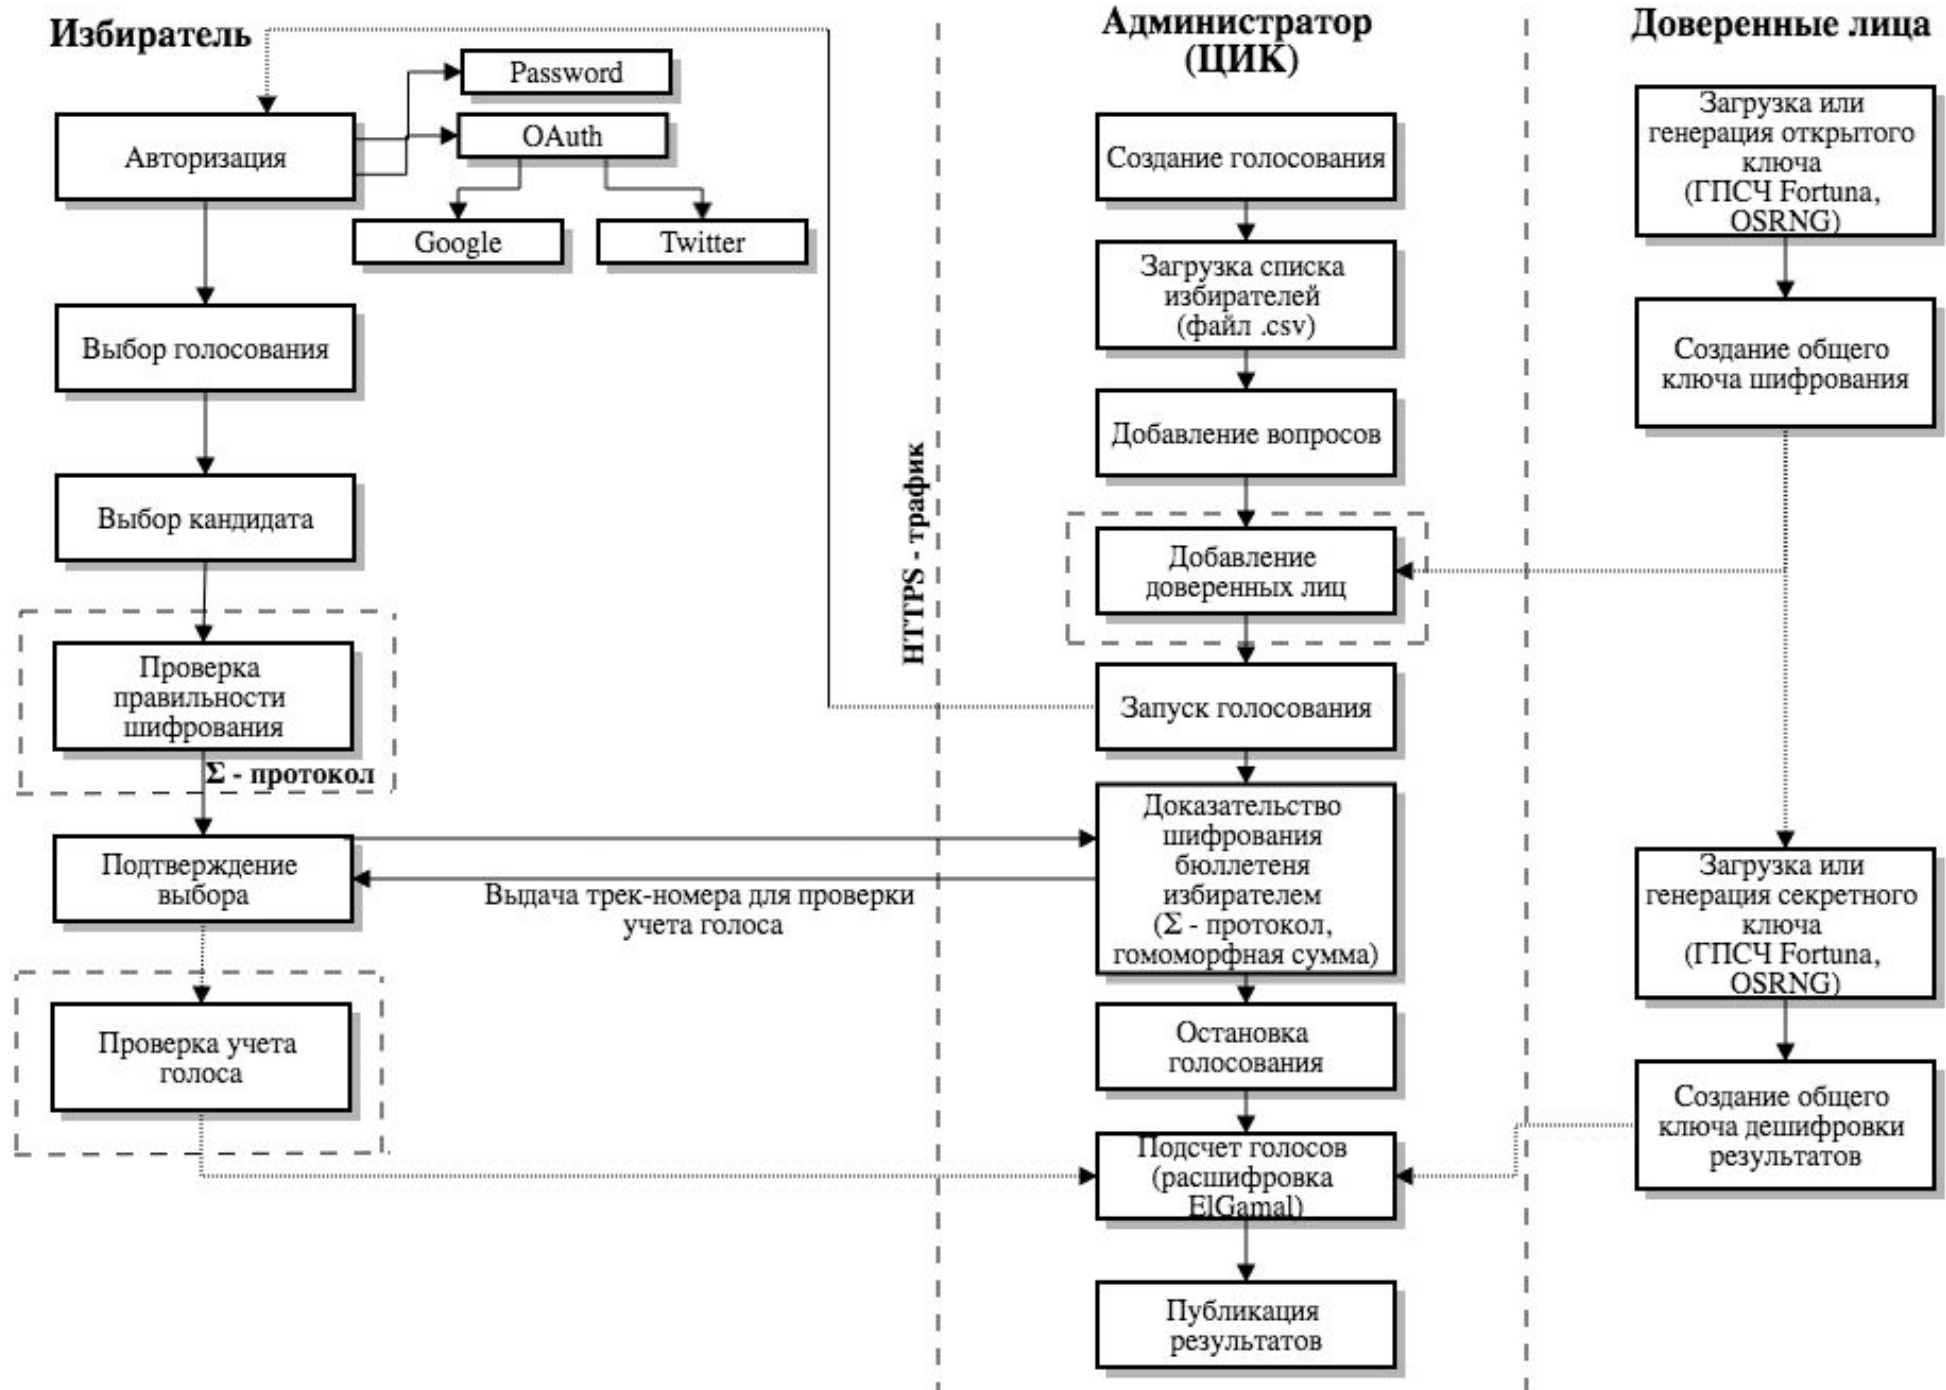 Избиратель
Password
OAuth
Авторизация
Google
Twitter
Выбор голосования
Выбор кандидата
Проверка
правильности
шифрования
Σ - протокол
Подтверждение
выбора
Выдача трек-номера для проверки
учета голоса
Проверка учета
голоса
HTTPS - трафик
Администратор
(ЦИК)
Создание голосования
Загрузка списка
избирателей
(файл .csv)
Добавление вопросов
Добавление
доверенных лиц
Запуск голосования
Доказательство
шифрования
бюллетеня
избирателем
(Σ - протокол,
гомоморфная сумма)
Остановка
голосования
Подсчет голосов
(расшифровка
ElGamal)
Публикация
результатов
Доверенные лица
Загрузка или
генерация открытого
ключа
(ГПСЧ Fortuna,
OSRNG)
Создание общего
ключа шифрования
Загрузка или
генерация секретного
ключа
(ГПСЧ Fortuna,
OSRNG)
Создание общего
ключа дешифровки
результатов